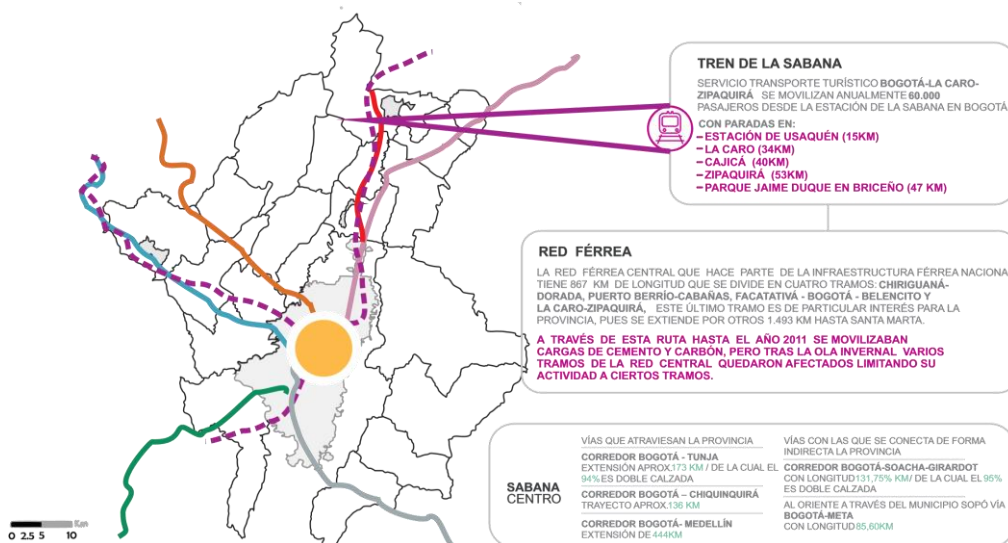 TREN DE LA SABANA
SERVICIO TRANSPORTE TURÍSTICO BOGOTÁ-LA CARO-
ZIPAQUIRÁ SE MOVILIZAN ANUALMENTE 60.000
PASAJEROS DESDE LA ESTACIÓN DE LA SABANA EN BOGOTÁ
CON PARADAS EN:
–ESTACIÓN DE USAQUÉN (15KM)
–LA CARO (34KM)
–CAJICÁ (40KM)
–ZIPAQUIRÁ (53KM)
–PARQUE JAIME DUQUE EN BRICEÑO (47 KM)
RED FÉRREA
LA RED FÉRREA CENTRAL QUE HACE PARTE DE LA INFRAESTRUCTURA FÉRREA NACIONA
TIENE 867 KM DE LONGITUD QUE SE DIVIDE EN CUATRO TRAMOS: CHIRIGUANÁ-
DORADA, PUERTO BERRÍO-CABAÑAS, FACATATIVÁ - BOGOTÁ - BELENCITO Y
LA CARO-ZIPAQUIRÁ, ESTE ÚLTIMO TRAMO ES DE PARTICULAR INTERÉS PARA LA
PROVINCIA, PUES SE EXTIENDE POR OTROS 1.493 KM HASTA SANTA MARTA.
A TRAVÉS DE ESTA RUTA HASTA EL AÑO 2011 SE MOVILIZABAN
CARGAS DE CEMENTO Y CARBÓN, PERO TRAS LA OLA INVERNAL VARIOS
TRAMOS DE LA RED CENTRAL QUEDARON AFECTADOS LIMITANDO SU
ACTIVIDAD A CIERTOS TRAMOS.
SABANA
CENTRO
VÍAS QUE ATRAVIESAN LA PROVINCIA
CORREDOR BOGOTÁ - TUNJA
EXTENSIÓN APROX.173 KM / DE LA CUAL EL
94% ES DOBLE CALZADA
CORREDOR BOGOTÁ – CHIQUINQUIRÁ
TRAYECTO APROX.136 KM
CORREDOR BOGOTÁ- MEDELLÍN
EXTENSIÓN DE 444KM
VÍAS CON LAS QUE SE CONECTA DE FORMA
INDIRECTA LA PROVINCIA
CORREDOR BOGOTÁ-SOACHA-GIRARDOT
CON LONGITUD 131,75% KM/ DE LA CUAL EL 95%
ES DOBLE CALZADA
AL ORIENTE A TRAVÉS DEL MUNICIPIO SOPÓ VÍA
BOGOTÁ-META
CON LONGITUD 85,60KM
Km
0 2.5 5 10